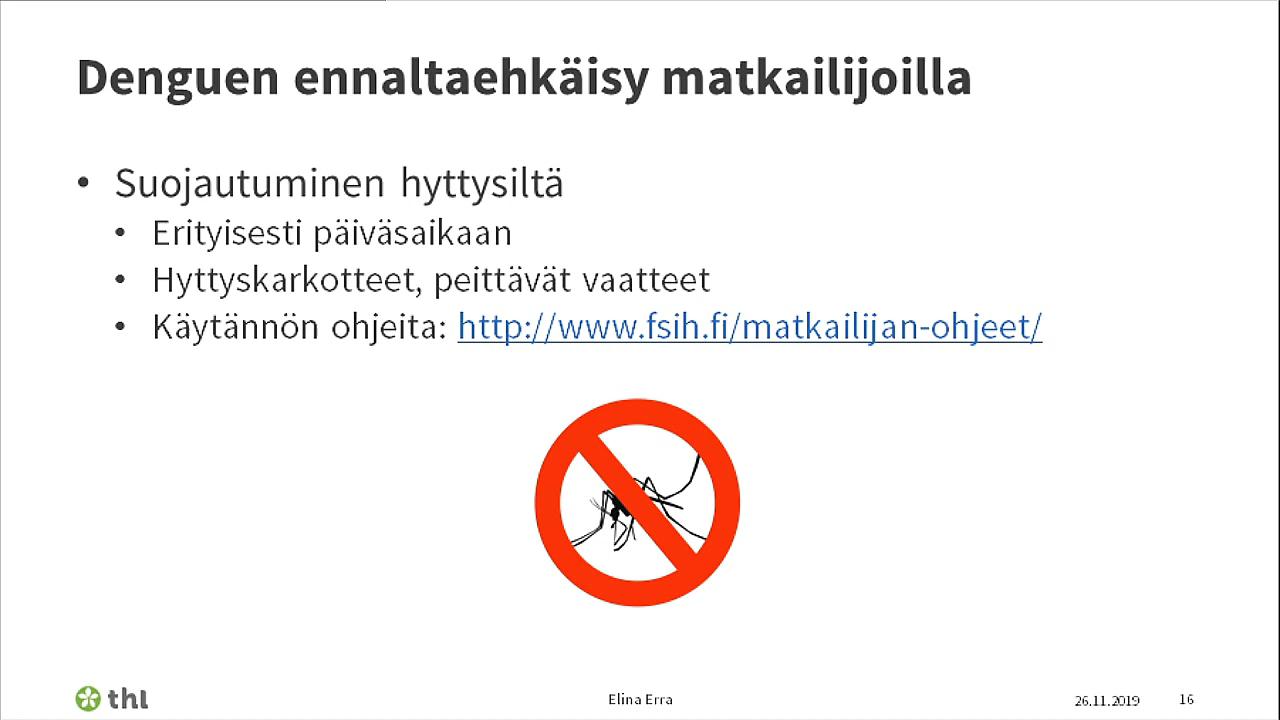 Denguen ennaltaehkäisy matkailijoilla
• Suojautuminen hyttysiltä
• Erityisesti päiväsaikaan
• Hyttyskarkotteet, peittävät vaatteet
• Käytännön ohjeita: http://www.fsih.fi/matkailijan-ohjeet/
thl
Elina Erra
26.11.2019
16